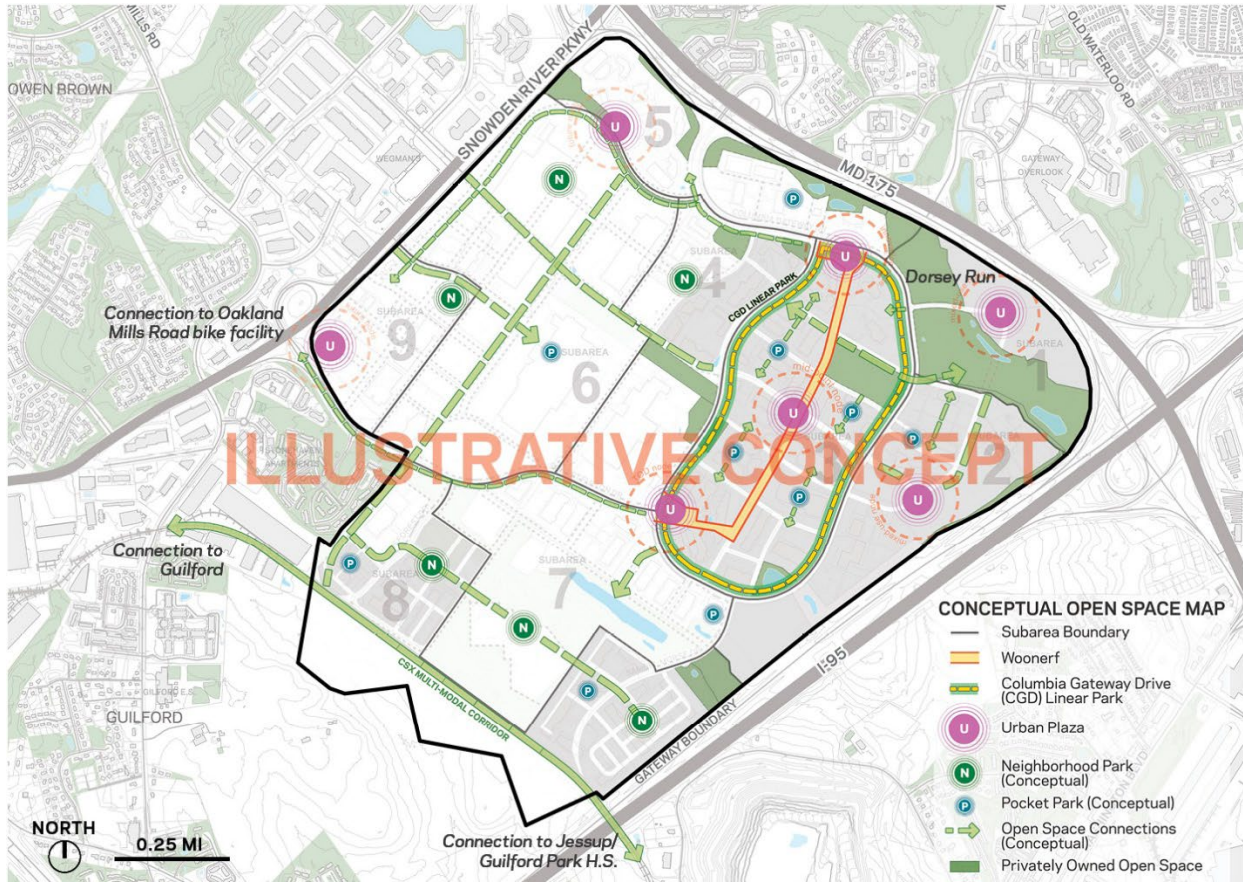 MILLS RD
OWEN BROWN
WEGMANS
SNOWDEN RIVER PKWY
OLD WATERLOO RD
GATEWAY
OVERLOOK
MD 175
U
5
N
P
SUBAREA
4
N
U
Dorsey Run
U
SUBAREA
1
CGD LINEAR PARK
Connection to Oakland
Mills Road bike facility
N
U
SUBAREA
9
P
SUBAREA
6
P
U
P
P
P
SUBAREA
2
U
P
U
ILLUSTRATIVE CONCEPT
Connection to
Guilford
P
SUBAREA
8
N
SUBAREA
7
N
P
P
N
CSX MULTI-MODAL CORRIDOR
GUILFORD E.S.
GUILFORD
GATEWAY BOUNDARY
I-95
Connection to Jessup/
Guilford Park H.S.
NORTH
0.25 MI
CONCEPTUAL OPEN SPACE MAP
Subarea Boundary
Woonerf
Columbia Gateway Drive
(CGD) Linear Park
U
Urban Plaza
N
Neighborhood Park
(Conceptual)
P
Pocket Park (Conceptual)
Open Space Connections
(Conceptual)
Privately Owned Open Space